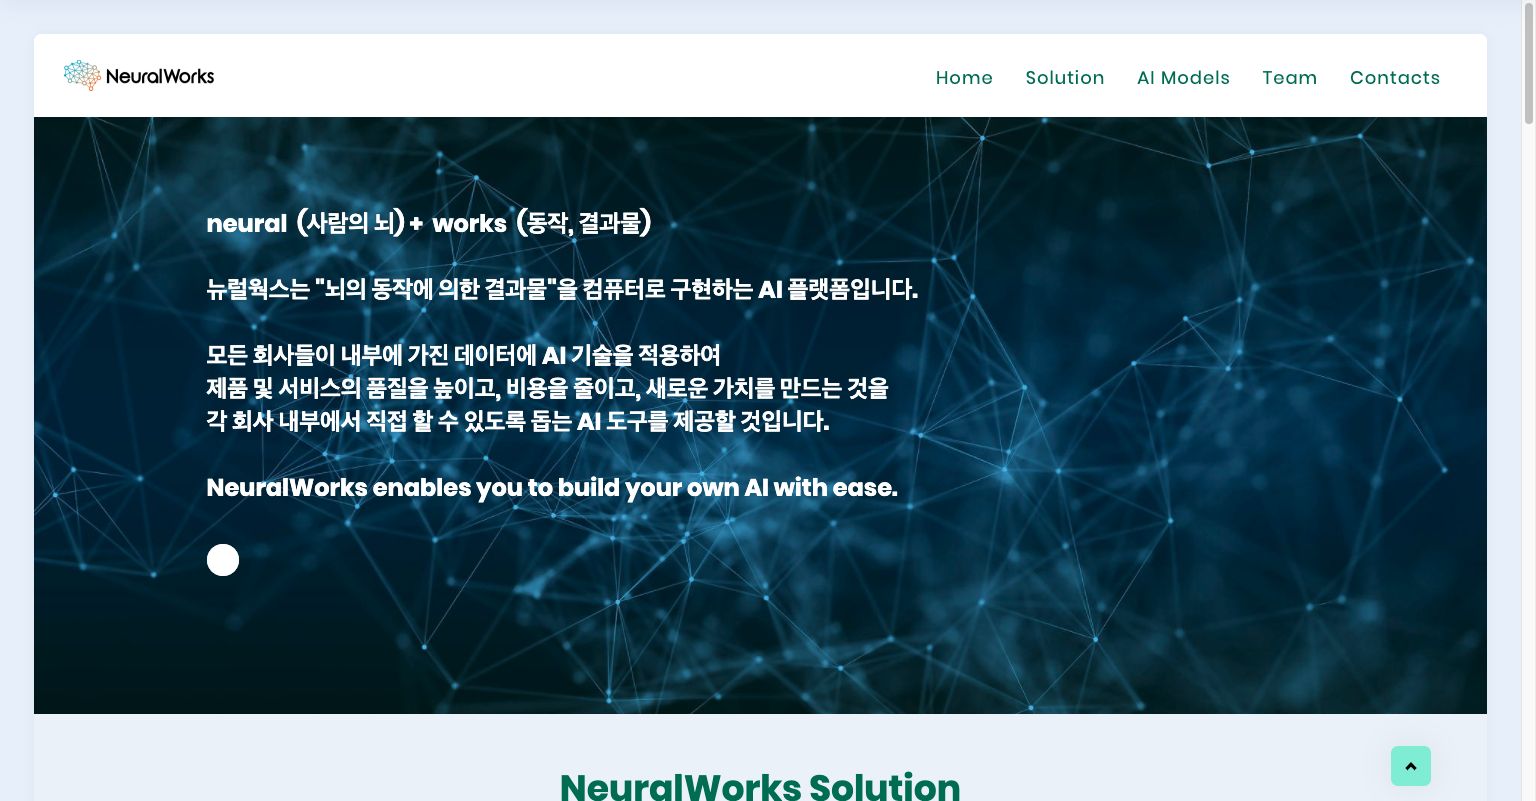 NeuralWorks
Home Solution AI Models Team Contacts
neural (사람의 뇌) + works (동작, 결과물)
뉴럴웍스는 "뇌의 동작에 의한 결과물"을 컴퓨터로 구현하는 AI 플랫폼입니다.
모든 회사들이 내부에 가진 데이터에 AI 기술을 적용하여
제품 및 서비스의 품질을 높이고, 비용을 줄이고, 새로운 가치를 만드는 것을
각 회사 내부에서 직접 할 수 있도록 돕는 AI 도구를 제공할 것입니다.
NeuralWorks enables you to build your own AI with ease.
NeuralWorks Solution